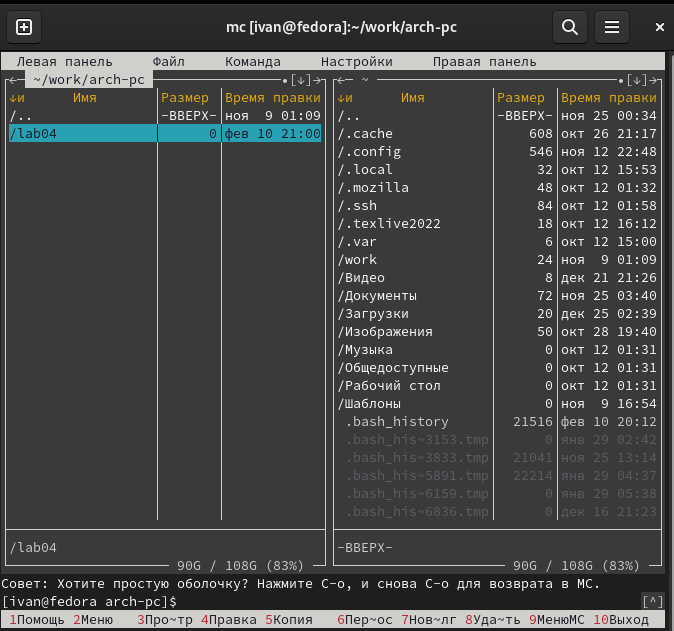 mc [ivan@fedora]:~/work/arch-pc
Левая панель Файл Команда Настройки Правая панель
~/work/arch-pc
↓и Имя Размер Время правки
/.. -ВВЕРХ- ноя 9 01:09
/lab04 0 фев 10 21:00
/lab04
90G / 108G (83%)
~
↓и Имя Размер Время правки
/.. -ВВЕРХ- ноя 25 00:34
/.cache 608 окт 26 21:17
/.config 546 ноя 12 22:48
/.local 32 окт 12 15:53
/.mozilla 48 окт 12 01:32
/.ssh 84 окт 12 01:58
/.texlive2022 18 окт 12 16:12
/.var 6 окт 12 15:00
/work 24 ноя 9 01:09
/Видео 8 дек 21 21:26
/Документы 72 ноя 25 03:40
/Загрузки 20 дек 25 02:39
/Изображения 50 окт 28 19:40
/Музыка 0 окт 12 01:31
/Общедоступные 0 окт 12 01:31
/Рабочий стол 0 окт 12 01:31
/Шаблоны 0 ноя 9 16:54
.bash_history 21516 фев 10 20:12
.bash_his~3153.tmp 0 янв 29 02:42
.bash_his~3833.tmp 21041 ноя 25 13:14
.bash_his~5891.tmp 22214 янв 29 04:37
.bash_his~6159.tmp 0 янв 29 05:38
.bash_his~6836.tmp 0 дек 16 21:23
-ВВЕРХ-
90G / 108G (83%)
Совет: Хотите простую оболочку? Нажмите C-o, и снова C-o для возврата в MC.
[ivan@fedora arch-pc]$ [^]
1Помощь 2Меню 3Про~тр 4Правка 5Копия 6Пер~ос 7Нов~лг 8Уда~ть 9МенюMC 10Выход